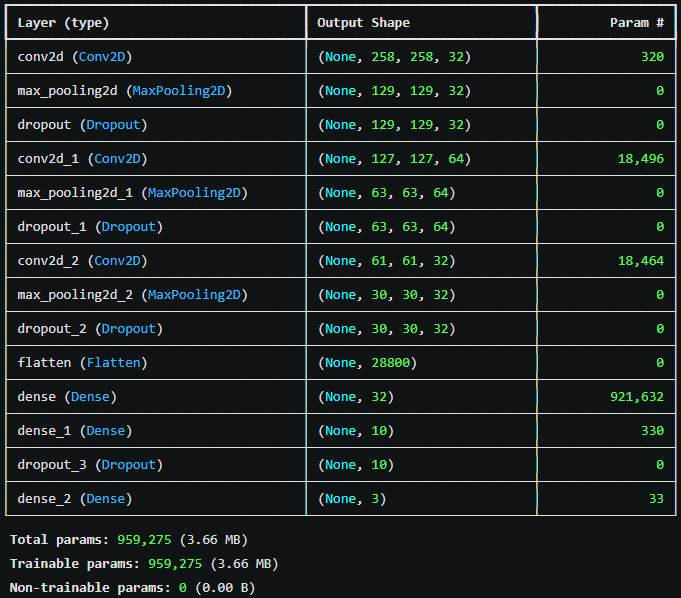 Layer (type) Output Shape Param #
conv2d (Conv2D) (None, 258, 258, 32) 320
max_pooling2d (MaxPooling2D) (None, 129, 129, 32) 0
dropout (Dropout) (None, 129, 129, 32) 0
conv2d_1 (Conv2D) (None, 127, 127, 64) 18,496
max_pooling2d_1 (MaxPooling2D) (None, 63, 63, 64) 0
dropout_1 (Dropout) (None, 63, 63, 64) 0
conv2d_2 (Conv2D) (None, 61, 61, 32) 18,464
max_pooling2d_2 (MaxPooling2D) (None, 30, 30, 32) 0
dropout_2 (Dropout) (None, 30, 30, 32) 0
flatten (Flatten) (None, 28800) 0
dense (Dense) (None, 32) 921,632
dense_1 (Dense) (None, 10) 330
dropout_3 (Dropout) (None, 10) 0
dense_2 (Dense) (None, 3) 33
Total params: 959,275 (3.66 MB)
Trainable params: 959,275 (3.66 MB)
Non-trainable params: 0 (0.00 B)